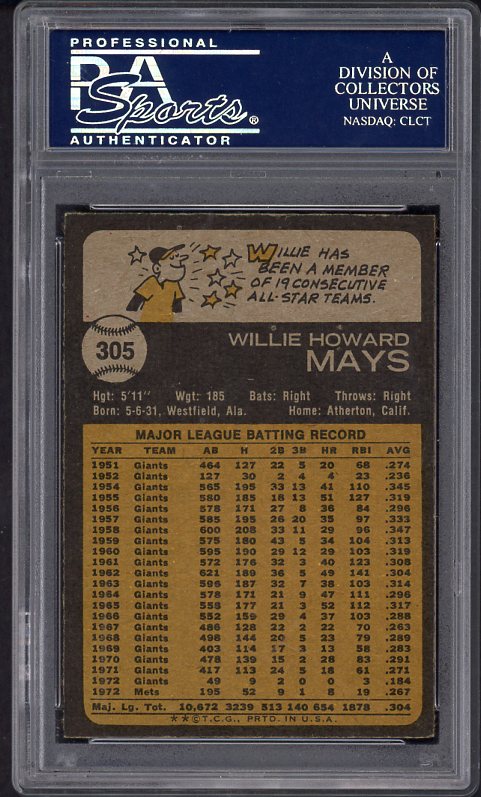 PROFESSIONAL
PSA
Sports®
AUTHENTICATOR
A
DIVISION OF
COLLECTORS
UNIVERSE
NASDAQ: CLCT
WILLIE HAS
BEEN A MEMBER
OF 19 CONSECUTIVE
ALL-STAR TEAMS.
305
WILLIE HOWARD
MAYS
Hgt: 5'11" Wgt: 185 Bats: Right Throws: Right
Born: 5-6-31, Westfield, Ala. Home: Atherton, Calif.
MAJOR LEAGUE BATTING RECORD
YEAR TEAM AB H 2B 3B HR RBI AVG
1951 Giants 464 127 22 5 20 68 .274
1952 Giants 127 30 2 4 4 23 .236
1954 Giants 565 195 33 13 41 110 .345
1955 Giants 580 185 18 13 51 127 .319
1956 Giants 578 171 27 8 36 84 .296
1957 Giants 585 195 26 20 35 97 .333
1958 Giants 600 208 33 11 29 96 .347
1959 Giants 575 180 43 5 34 104 .313
1960 Giants 595 190 29 12 29 103 .319
1961 Giants 572 176 32 3 40 123 .308
1962 Giants 621 189 36 5 49 141 .304
1963 Giants 596 187 32 7 38 103 .314
1964 Giants 578 171 21 9 47 111 .296
1965 Giants 558 177 21 3 52 112 .317
1966 Giants 552 159 29 4 37 103 .288
1967 Giants 486 128 22 2 22 70 .263
1968 Giants 498 144 20 5 23 79 .289
1969 Giants 403 114 17 3 13 58 .283
1970 Giants 478 139 15 2 28 83 .291
1971 Giants 417 113 24 5 18 61 .271
1972 Giants 49 9 2 0 0 3 .184
1972 Mets 195 52 9 1 8 19 .267
Maj. Lg. Tot. 10,672 3239 513 140 654 1878 .304
**© T.C.G., PRTD. IN U.S.A.